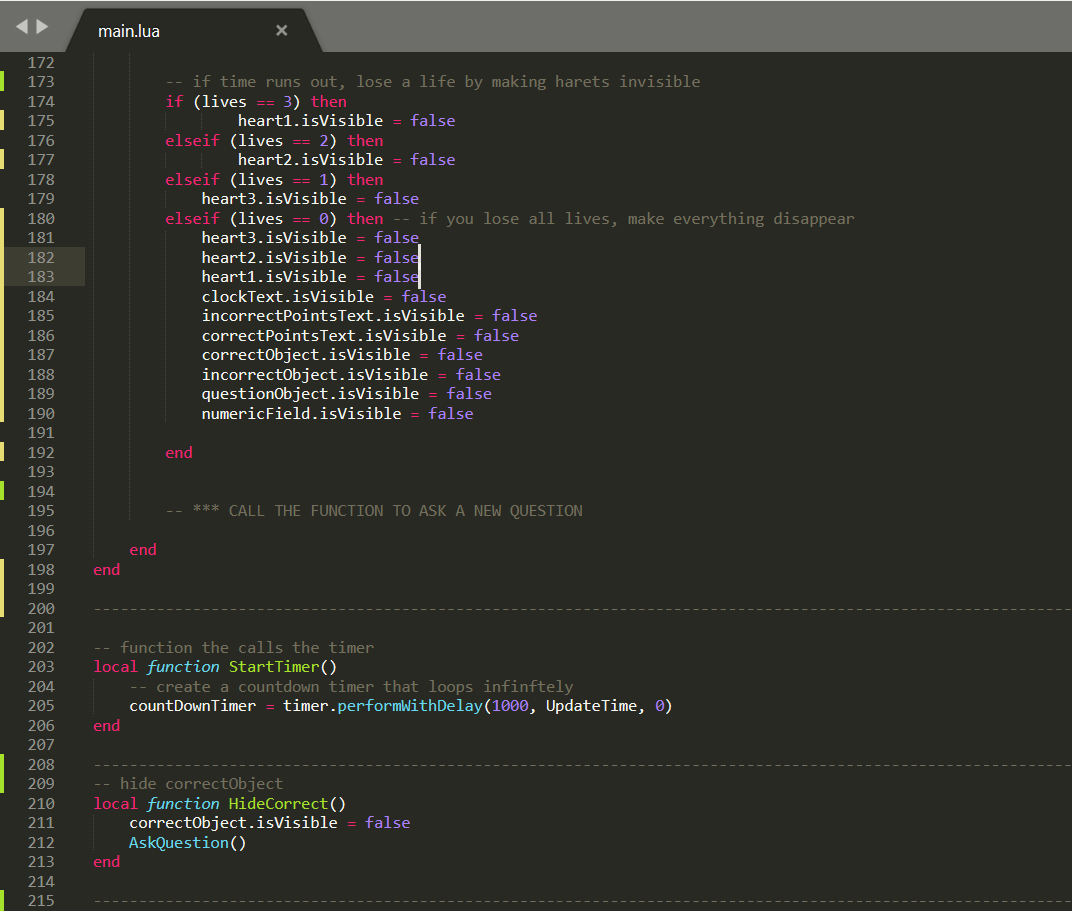 main.lua ×
172
173 -- if time runs out, lose a life by making harets invisible
174 if (lives == 3) then
175 heart1.isVisible = false
176 elseif (lives == 2) then
177 heart2.isVisible = false
178 elseif (lives == 1) then
179 heart3.isVisible = false
180 elseif (lives == 0) then -- if you lose all lives, make everything disappear
181 heart3.isVisible = false
182 heart2.isVisible = false
183 heart1.isVisible = false
184 clockText.isVisible = false
185 incorrectPointsText.isVisible = false
186 correctPointsText.isVisible = false
187 correctObject.isVisible = false
188 incorrectObject.isVisible = false
189 questionObject.isVisible = false
190 numericField.isVisible = false
191
192 end
193
194
195 -- *** CALL THE FUNCTION TO ASK A NEW QUESTION
196
197 end
198 end
199
200 ------------------------------------------------------------------------------------------------------------
201
202 -- function the calls the timer
203 local function StartTimer()
204 -- create a countdown timer that loops infinftely
205 countDownTimer = timer.performWithDelay(1000, UpdateTime, 0)
206 end
207
208 ------------------------------------------------------------------------------------------------------------
209 -- hide correctObject
210 local function HideCorrect()
211 correctObject.isVisible = false
212 AskQuestion()
213 end
214
215 ------------------------------------------------------------------------------------------------------------